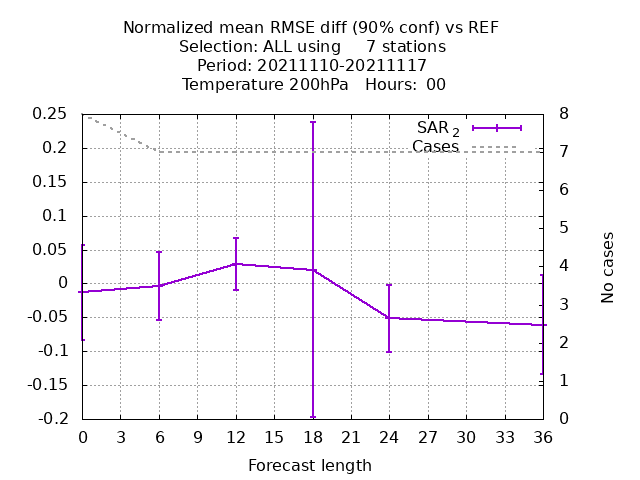 Normalized mean RMSE diff (90% conf) vs REF
Selection: ALL using     7 stations
Period: 20211110-20211117
Temperature 200hPa   Hours:  00
0.25
0.2
0.15
0.1
0.05
0
-0.05
-0.1
-0.15
-0.2
SAR 2
Cases
8
7
6
5
4
3
2
1
0
No cases
0 3 6 9 12 15 18 21 24 27 30 33 36
Forecast length